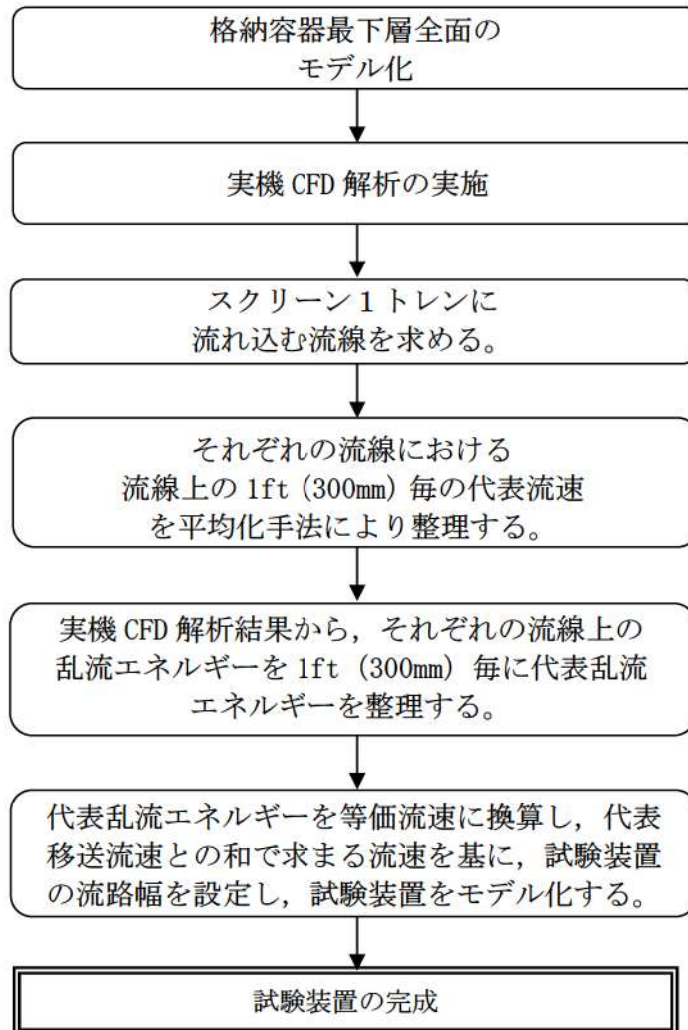 格納容器最下層全面の
モデル化
実機 CFD 解析の実施
スクリーン１トレンに
流れ込む流線を求める。
それぞれの流線における
流線上の 1ft (300mm) 毎の代表流速
を平均化手法により整理する。
実機 CFD 解析結果から，それぞれの流線上の
乱流エネルギーを 1ft (300mm) 毎に代表乱流
エネルギーを整理する。
代表乱流エネルギーを等価流速に換算し，代表
移送流速との和で求まる流速を基に，試験装置
の流路幅を設定し，試験装置をモデル化する。
試験装置の完成